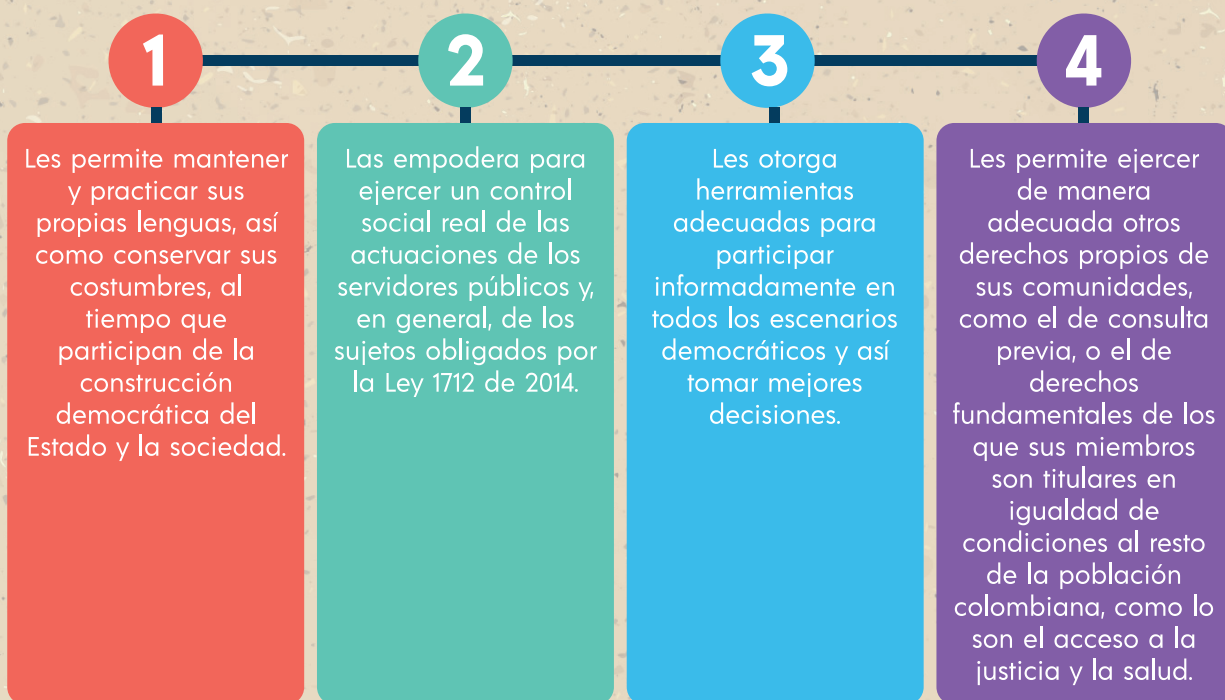 1
Les permite mantener
y practicar sus
propias lenguas, así
como conservar sus
costumbres, al
tiempo que
participan de la
construcción
democrática del
Estado y la sociedad.
2
Las empodera para
ejercer un control
social real de las
actuaciones de los
servidores públicos y,
en general, de los
sujetos obligados por
la Ley 1712 de 2014.
3
Les otorga
herramientas
adecuadas para
participar
informadamente en
todos los escenarios
democráticos y así
tomar mejores
decisiones.
4
Les permite ejercer
de manera
adecuada otros
derechos propios de
sus comunidades,
como el de consulta
previa, o el de
derechos
fundamentales de los
que sus miembros
son titulares en
igualdad de
condiciones al resto
de la población
colombiana, como lo
son el acceso a la
justicia y la salud.